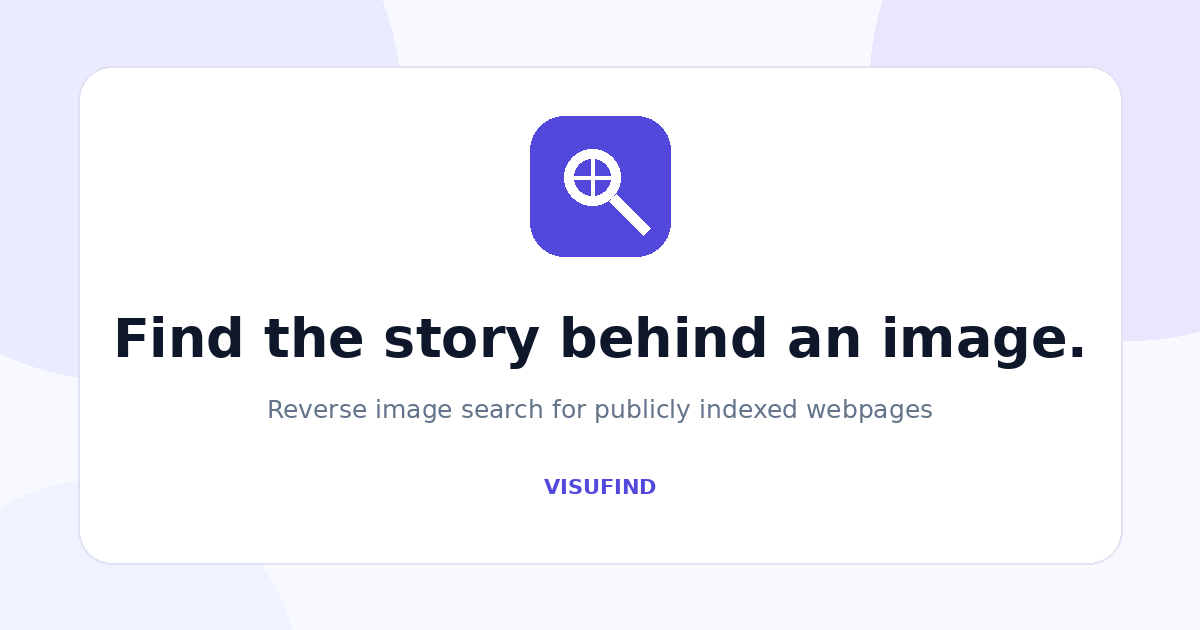 Find the story behind an image.
Reverse image search for publicly indexed webpages
VISUFIND